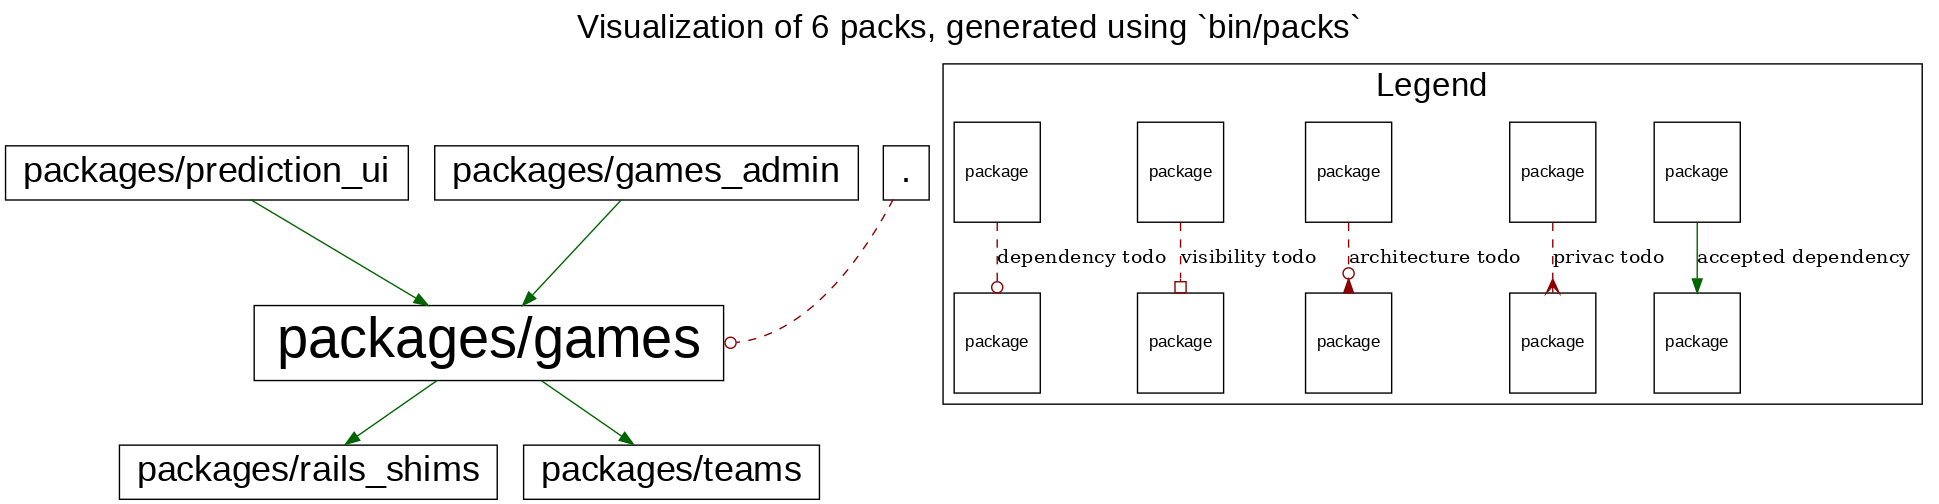 Visualization of 6 packs, generated using `bin/packs`
Legend
packages/prediction_ui
packages/games_admin
.
packages/games
packages/rails_shims
packages/teams
package
package
package
package
package
dependency todo
visibility todo
architecture todo
privac todo
accepted dependency
package
package
package
package
package